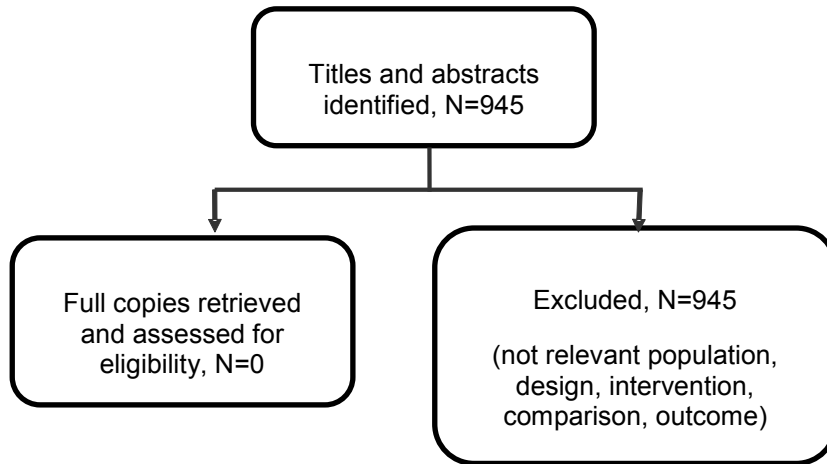 Titles and abstracts
identified, N=945
Full copies retrieved
and assessed for
eligibility, N=0
Excluded, N=945
(not relevant population,
design, intervention,
comparison, outcome)